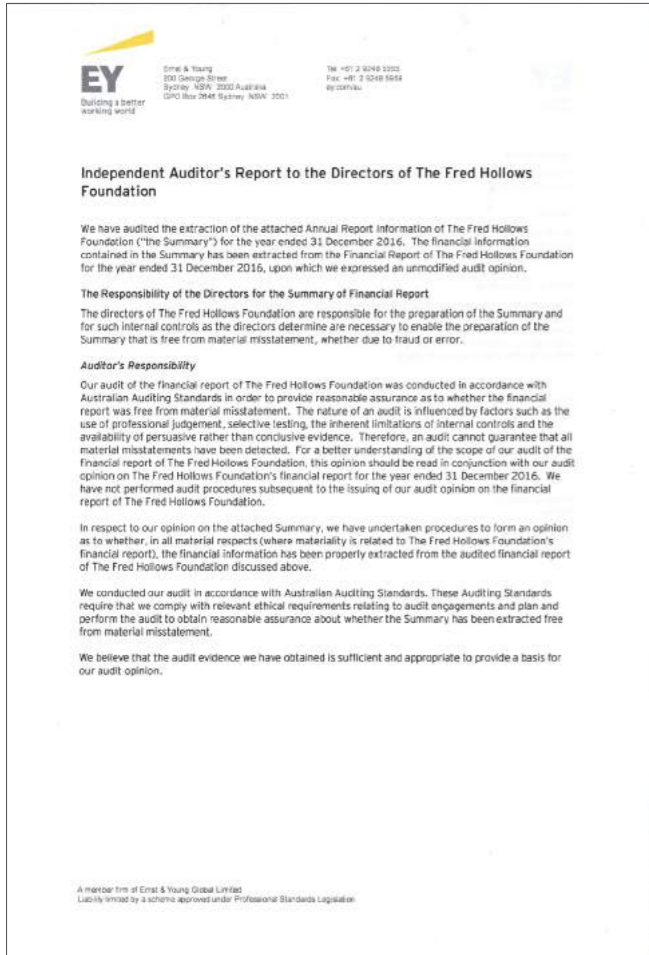 EY
Building a better
working world
Ernst & Young
200 George Street
Sydney NSW 2000 Australia
GPO Box 2646 Sydney NSW 2001
Tel: +61 2 9248 5555
Fax: +61 2 9248 5959
ey.com/au
Independent Auditor's Report to the Directors of The Fred Hollows
Foundation
We have audited the extraction of the attached Annual Report Information of The Fred Hollows
Foundation ("the Summary") for the year ended 31 December 2016. The financial information
contained in the Summary has been extracted from the Financial Report of The Fred Hollows Foundation
for the year ended 31 December 2016, upon which we expressed an unmodified audit opinion.
The Responsibility of the Directors for the Summary of Financial Report
The directors of The Fred Hollows Foundation are responsible for the preparation of the Summary and
for such internal controls as the directors determine are necessary to enable the preparation of the
Summary that is free from material misstatement, whether due to fraud or error.
Auditor's Responsibility
Our audit of the financial report of The Fred Hollows Foundation was conducted in accordance with
Australian Auditing Standards in order to provide reasonable assurance as to whether the financial
report was free from material misstatement. The nature of an audit is influenced by factors such as the
use of professional judgement, selective testing, the inherent limitations of internal controls and the
availability of persuasive rather than conclusive evidence. Therefore, an audit cannot guarantee that all
material misstatements have been detected. For a better understanding of the scope of our audit of the
financial report of The Fred Hollows Foundation, this opinion should be read in conjunction with our audit
opinion on The Fred Hollows Foundation's financial report for the year ended 31 December 2016. We
have not performed audit procedures subsequent to the issuing of our audit opinion on the financial
report of The Fred Hollows Foundation.
In respect to our opinion on the attached Summary, we have undertaken procedures to form an opinion
as to whether, in all material respects (where materiality is related to The Fred Hollows Foundation's
financial report), the financial information has been properly extracted from the audited financial report
of The Fred Hollows Foundation discussed above.
We conducted our audit in accordance with Australian Auditing Standards. These Auditing Standards
require that we comply with relevant ethical requirements relating to audit engagements and plan and
perform the audit to obtain reasonable assurance about whether the Summary has been extracted free
from material misstatement.
We believe that the audit evidence we have obtained is sufficient and appropriate to provide a basis for
our audit opinion.
A member firm of Ernst & Young Global Limited
Liability limited by a scheme approved under Professional Standards Legislation